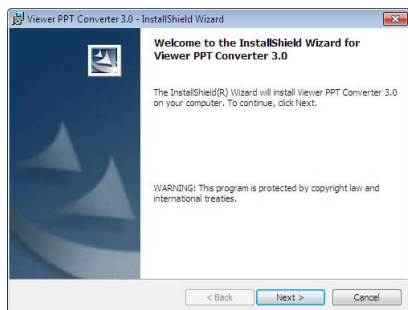 Viewer PPT Converter 3.0 - InstallShield Wizard
Welcome to the InstallShield Wizard for
Viewer PPT Converter 3.0
The InstallShield(R) Wizard will install Viewer PPT Converter 3.0
on your computer. To continue, click Next.
WARNING: This program is protected by copyright law and
international treaties.
< Back
Next >
Cancel